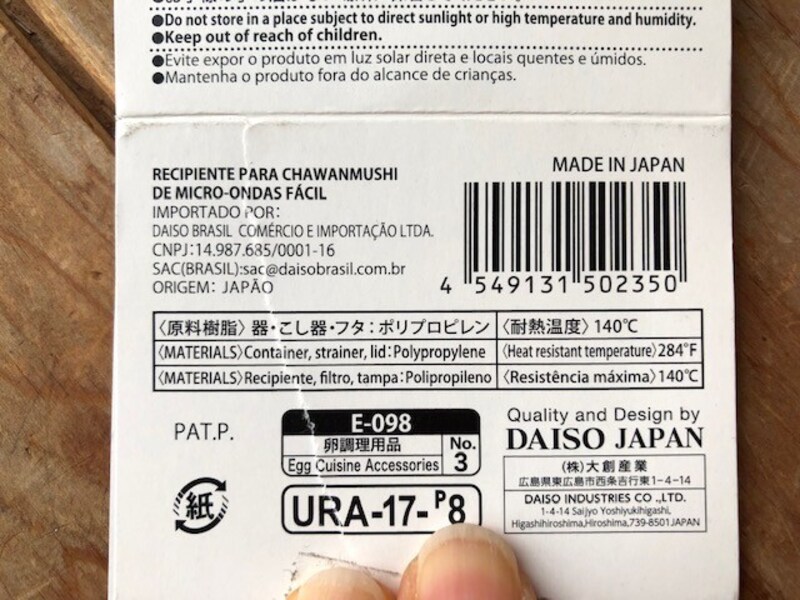 ●Do not store in a place subject to direct sunlight or high temperature and humidity.
●Keep out of reach of children.
●Evite expor o produto em luz solar direta e locais quentes e úmidos.
●Mantenha o produto fora do alcance de crianças.
RECIPIENTE PARA CHAWANMUSHI
DE MICRO-ONDAS FÁCIL
IMPORTADO POR:
DAISO BRASIL COMÉRCIO E IMPORTAÇÃO LTDA.
CNPJ:14.987.685/0001-16
SAC(BRASIL):sac@daisobrasil.com.br
ORIGEM: JAPÃO
MADE IN JAPAN
4 549131 502350
〈原料樹脂〉器・こし器・フタ:ポリプロピレン 〈耐熱温度〉140℃
〈MATERIALS〉Container, strainer, lid:Polypropylene 〈Heat resistant temperature〉284°F
〈MATERIALS〉Recipiente, filtro, tampa:Polipropileno 〈Resistência máxima〉140℃
PAT.P.
紙
E-098
卵調理用品
Egg Cuisine Accessories
No.
3
URA-17-P8
Quality and Design by
DAISO JAPAN
(株)大創産業
広島県東広島市西条吉行東1-4-14
DAISO INDUSTRIES CO.,LTD.
1-4-14 Saijyo Yoshiyukihigashi,
Higashihiroshima,Hiroshima,739-8501 JAPAN